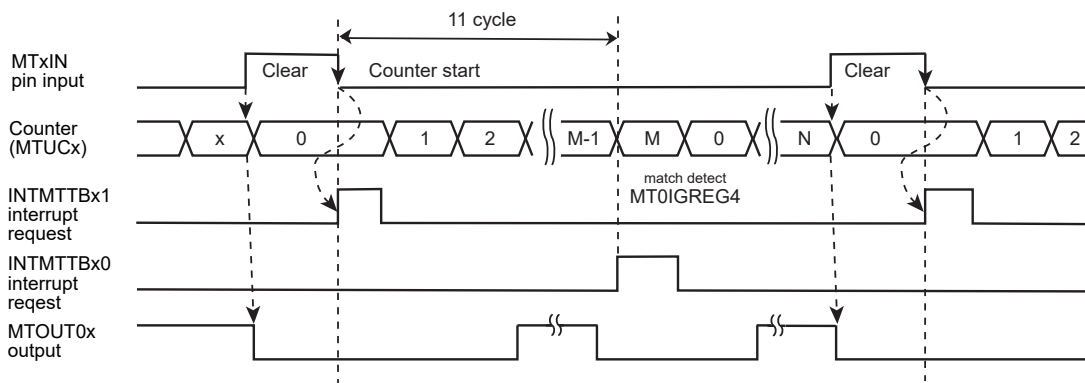 11 cycle
MTxIN
pin input
Clear
Counter start
Clear
Counter
(MTUCx)
x 0 1 2 M-1 M 0 N 0 1 2
match detect
MT0IGREG4
INTMTTBx1
interrupt
request
INTMTTBx0
interrupt
reqest
MTOUT0x
output